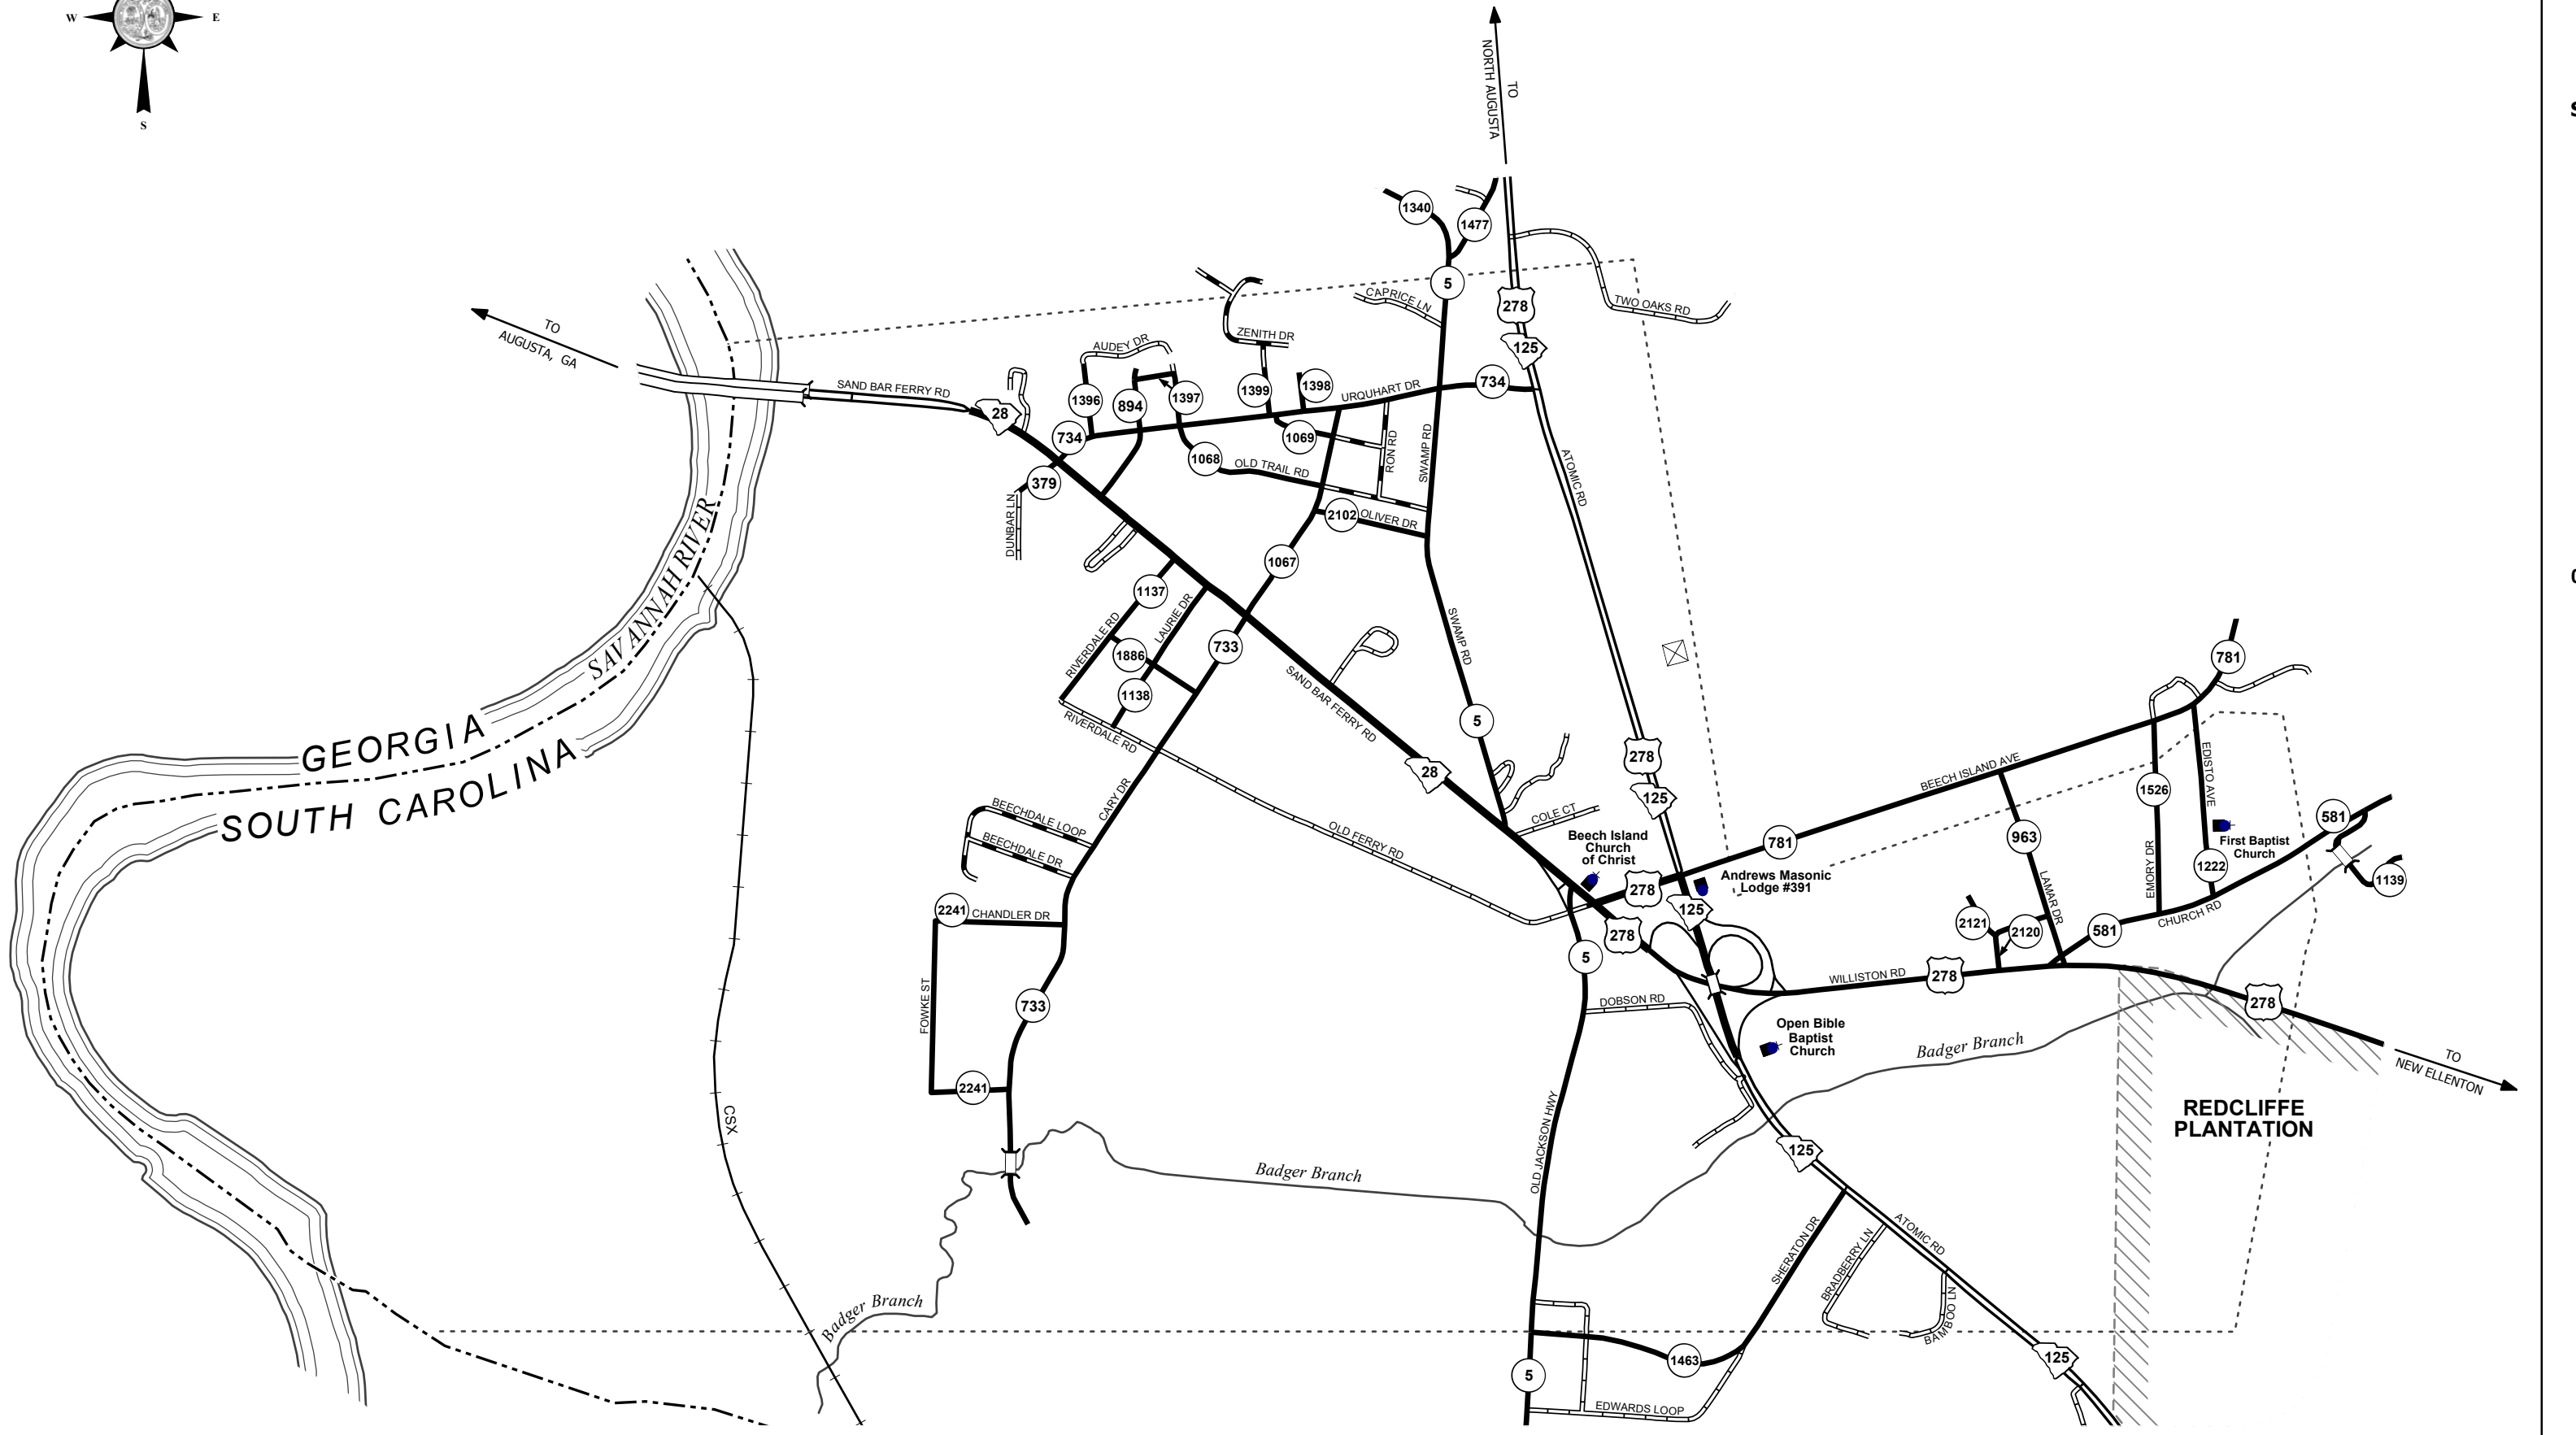 W
E
S
TO
NORTH AUGUSTA
1340
1477
5
CAPRICE LN
278
TWO OAKS RD
125
TO
AUGUSTA, GA
ZENITH DR
AUDEY DR
SAND BAR FERRY RD
28
1396
894
1397
1399
1398
URQUHART DR
734
734
1069
1068
OLD TRAIL RD
RON RD
SWAMP RD
ATOMIC RD
379
DUNBAR LN
2102
OLIVER DR
1067
SAVANNAH RIVER
1137
RIVERDALE RD
LAURIE DR
1886
733
1138
SWAMP RD
SAND BAR FERRY RD
RIVERDALE RD
5
781
GEORGIA
SOUTH CAROLINA
278
28
125
BEECH ISLAND AVE
EDISTO AVE
1526
CARY DR
BEECHDALE LOOP
BEECHDALE DR
OLD FERRY RD
COLE CT
Beech Island
Church
of Christ
781
963
581
First Baptist
Church
1222
EMORY DR
1139
278
Andrews Masonic
Lodge #391
LAMAR DR
2241
CHANDLER DR
125
CHURCH RD
2121
2120
581
278
5
WILLISTON RD
278
278
DOBSON RD
FOWKE ST
733
Open Bible
Baptist
Church
Badger Branch
TO
NEW ELLENTON
2241
CSX
OLD JACKSON HWY
REDCLIFFE
PLANTATION
125
Badger Branch
SHERATON DR
BRADBERRY LN
ATOMIC RD
BAMBOO LN
Badger Branch
1463
125
5
EDWARDS LOOP